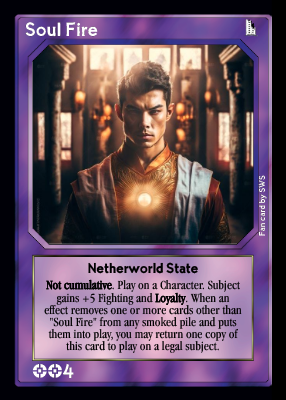 Soul Fire
Fan card by SWS
Netherworld State
Not cumulative. Play on a Character. Subject
gains +5 Fighting and Loyalty. When an
effect removes one or more cards other than
"Soul Fire" from any smoked pile and puts
them into play, you may return one copy of
this card to play on a legal subject.
4